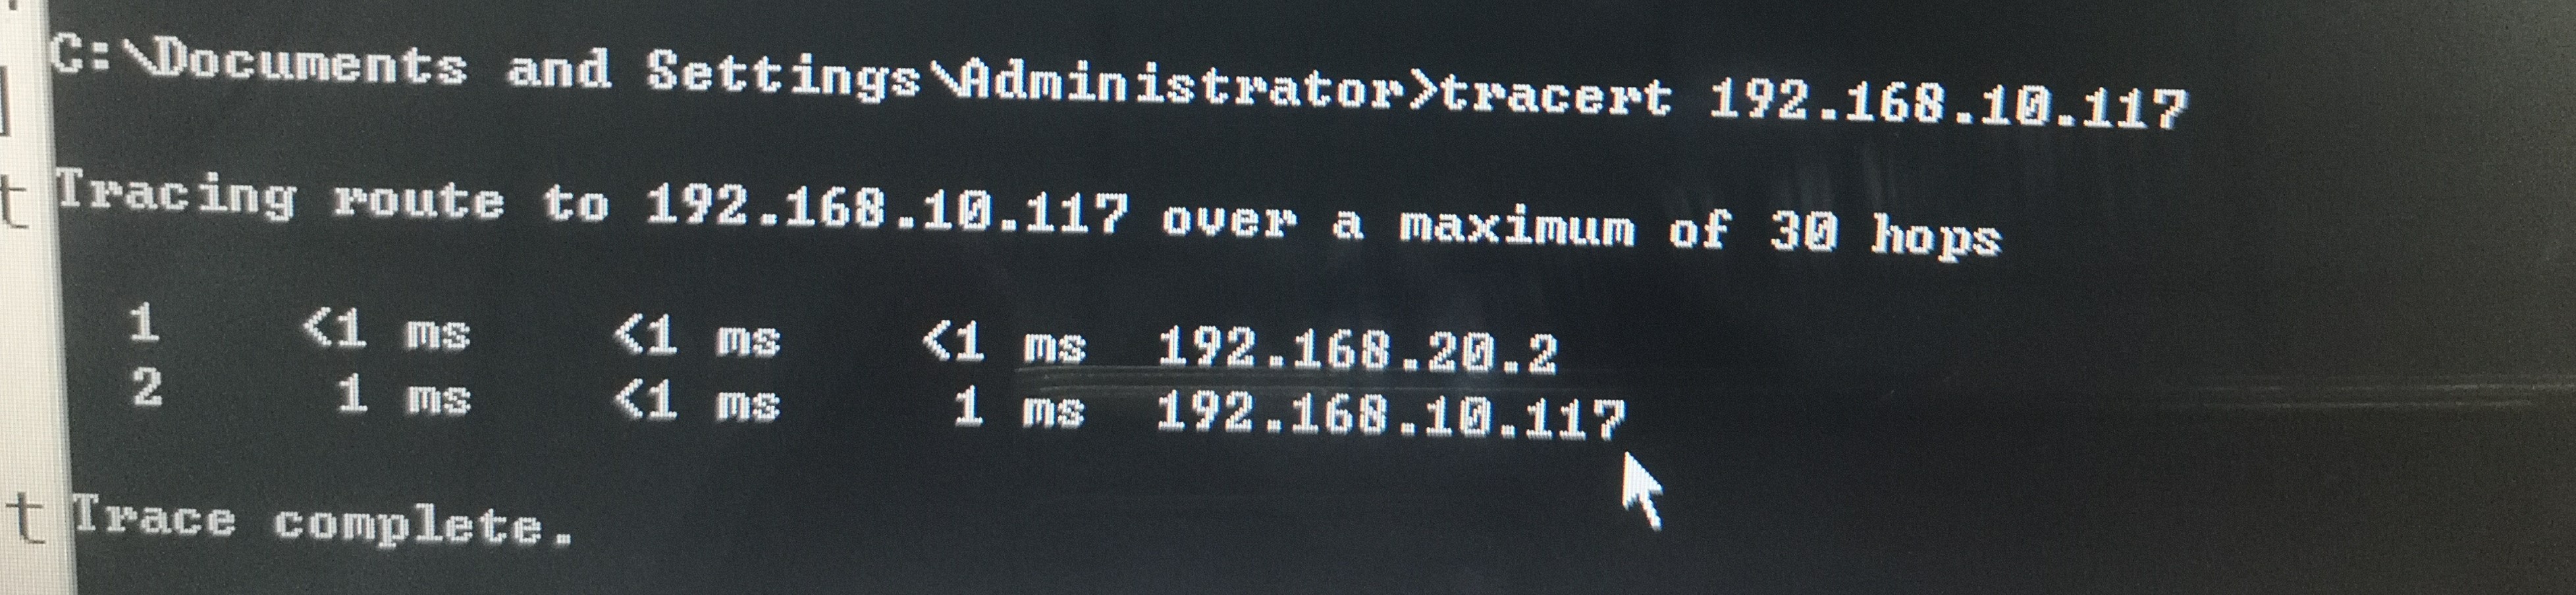 C:\Documents and Settings\Administrator>tracert 192.168.10.117
Tracing route to 192.168.10.117 over a maximum of 30 hops
1 <1 ms <1 ms <1 ms 192.168.20.2
2 1 ms <1 ms 1 ms 192.168.10.117
Trace complete.
t
t